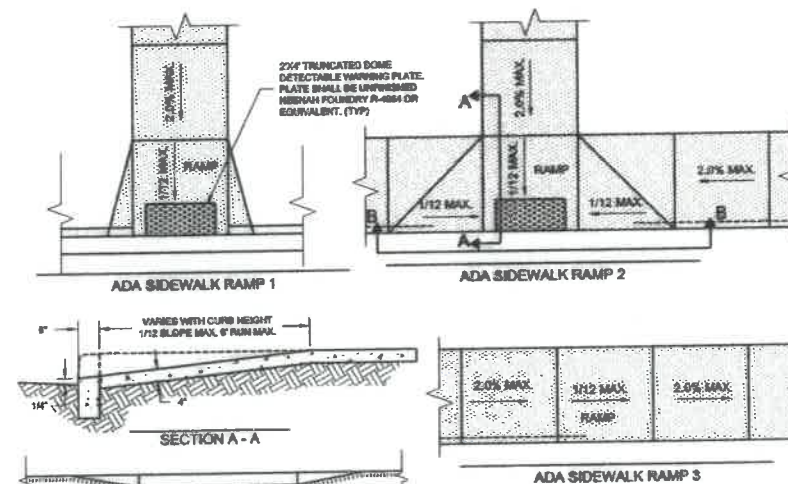 2.0% MAX.
1/12 MAX.
RAMP
2'X4' TRUNCATED DOME
DETECTABLE WARNING PLATE.
PLATE SHALL BE UNFINISHED
NEENAH FOUNDRY R-4984 OR
EQUIVALENT. (TYP)
ADA SIDEWALK RAMP 1
A
2.0% MAX.
1/12 MAX.
RAMP
2.0% MAX.
B
1/12 MAX.
1/12 MAX.
B
A
ADA SIDEWALK RAMP 2
6"
VARIES WITH CURB HEIGHT
1/12 SLOPE MAX. 6' RUN MAX.
1/4"
4"
SECTION A - A
2.0% MAX.
1/12 MAX.
RAMP
2.0% MAX.
ADA SIDEWALK RAMP 3